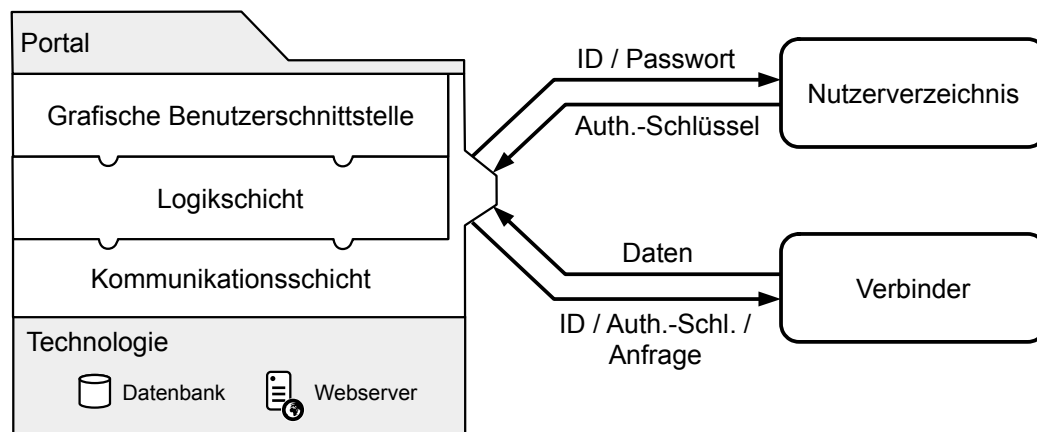 Portal
Grafische Benutzerschnittstelle
Logikschicht
Kommunikationsschicht
Technologie
Datenbank
Webserver
ID / Passwort
Auth.-Schlüssel
Nutzerverzeichnis
Daten
ID / Auth.-Schl. /
Anfrage
Verbinder